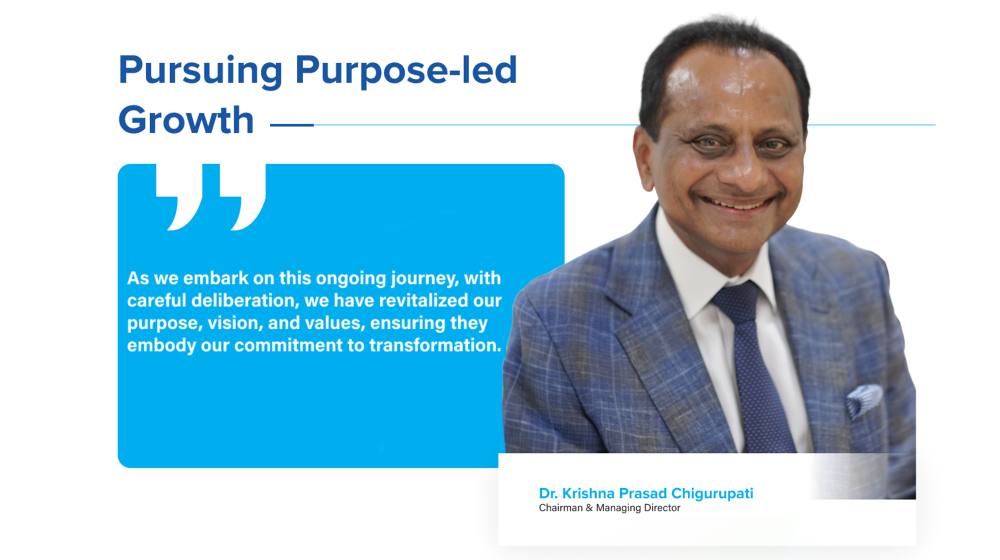 Pursuing Purpose-led
Growth
As we embark on this ongoing journey, with
careful deliberation, we have revitalized our
purpose, vision, and values, ensuring they
embody our commitment to transformation.
Dr. Krishna Prasad Chigurupati
Chairman & Managing Director